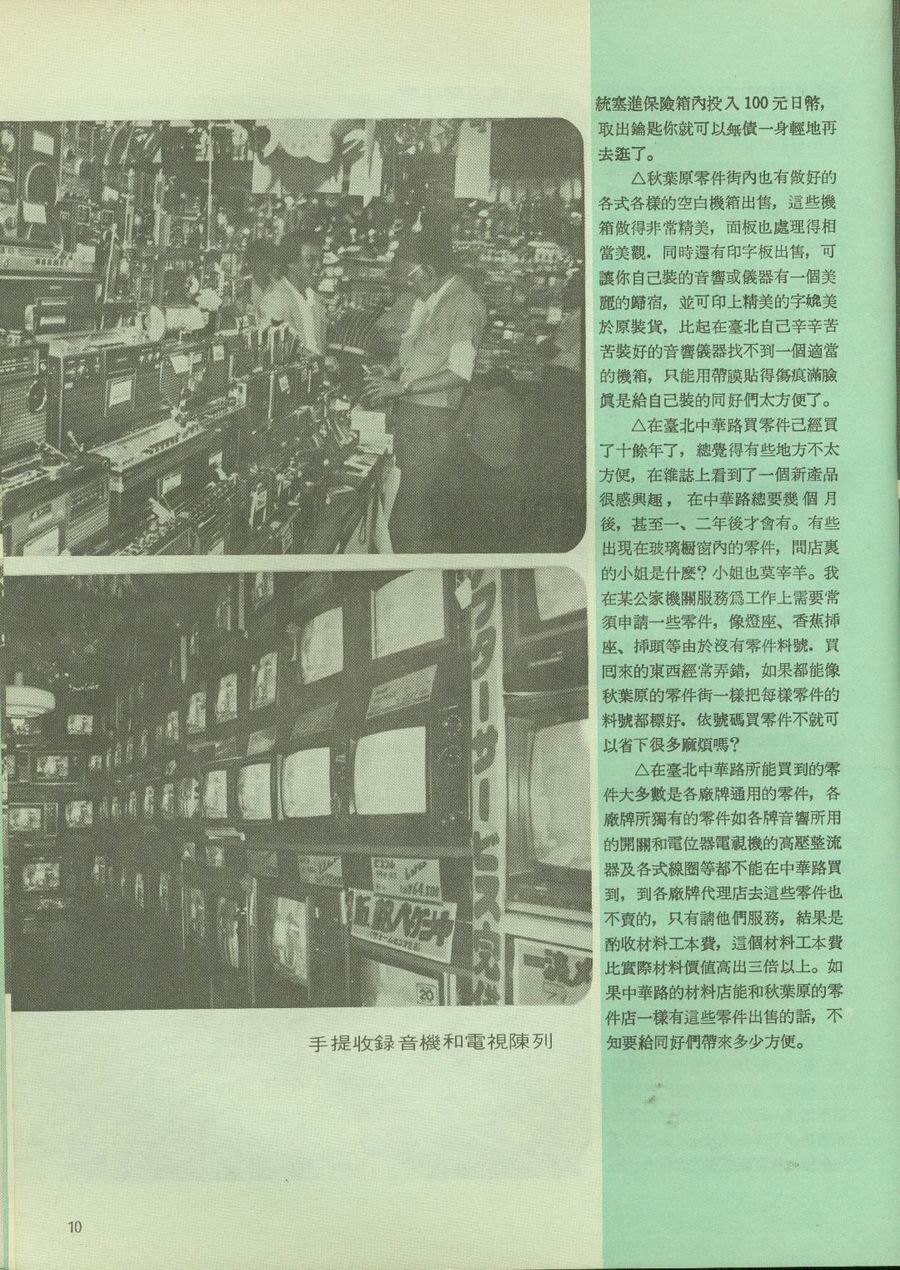 統塞進保險箱內投入 100 元日幣，
取出鑰匙你就可以無債一身輕地再
去逛了。
△秋葉原零件街內也有做好的
各式各樣的空白機箱出售，這些機
箱做得非常精美，面板也處理得相
當美觀．同時還有印字板出售，可
讓你自己裝的音響或儀器有一個美
麗的歸宿，並可印上精美的字媲美
於原裝貨，比起在臺北自己辛辛苦
苦裝好的音響儀器找不到一個適當
的機箱，只能用帶膜貼得傷痕滿臉
眞是給自己裝的同好們太方便了。
△在臺北中華路買零件已經買
了十餘年了，總覺得有些地方不太
方便，在雜誌上看到了一個新產品
很感興趣，在中華路總要幾個月
後，甚至一、二年後才會有。有些
出現在玻璃櫥窗內的零件，問店裏
的小姐是什麼？小姐也莫宰羊。我
在某公家機關服務爲工作上需要常
須申請一些零件，像燈座、香蕉揷
座、揷頭等由於沒有零件料號．買
回來的東西經常弄錯，如果都能像
秋葉原的零件街一樣把每樣零件的
料號都標好．依號碼買零件不就可
以省下很多麻煩嗎？
△在臺北中華路所能買到的零
件大多數是各廠牌通用的零件，各
廠牌所獨有的零件如各牌音響所用
的開關和電位器電視機的高壓整流
器及各式線圈等都不能在中華路買
到，到各廠牌代理店去這些零件也
不賣的，只有請他們服務，結果是
酌收材料工本費，這個材料工本費
比實際材料價值高出三倍以上。如
果中華路的材料店能和秋葉原的零
件店一樣有這些零件出售的話，不
知要給同好們帶來多少方便。
手提收録音機和電視陳列
20
10